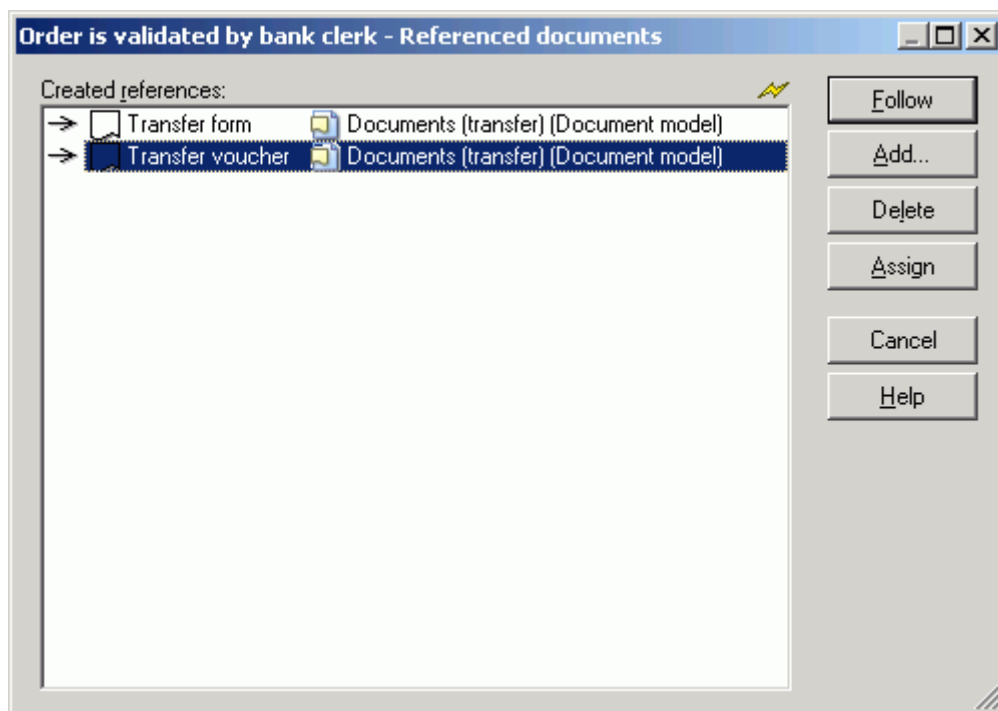 Order is validated by bank clerk - Referenced documents
Created references:
Transfer form Documents (transfer) (Document model)
Transfer voucher Documents (transfer) (Document model)
Follow
Add...
Delete
Assign
Cancel
Help